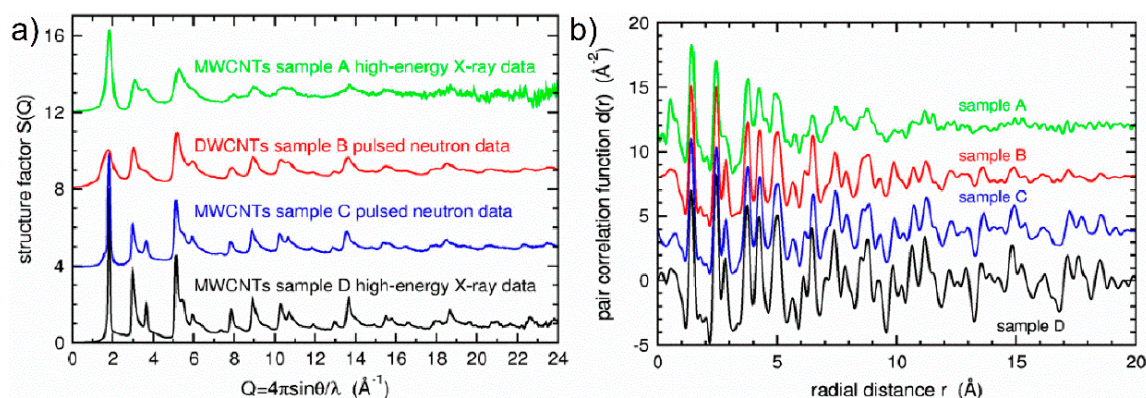 a)
16
12
8
4
0
structure factor S(Q)
MWCNTs sample A high-energy X-ray data
DWCNTs sample B pulsed neutron data
MWCNTs sample C pulsed neutron data
MWCNTs sample D high-energy X-ray data
0 2 4 6 8 10 12 14 16 18 20 22 24
Q=4πsinθ/λ (Å⁻¹)
b)
20
15
10
5
0
-5
pair correlation function d(r) (Å⁻²)
sample A
sample B
sample C
sample D
0 5 10 15 20
radial distance r (Å)